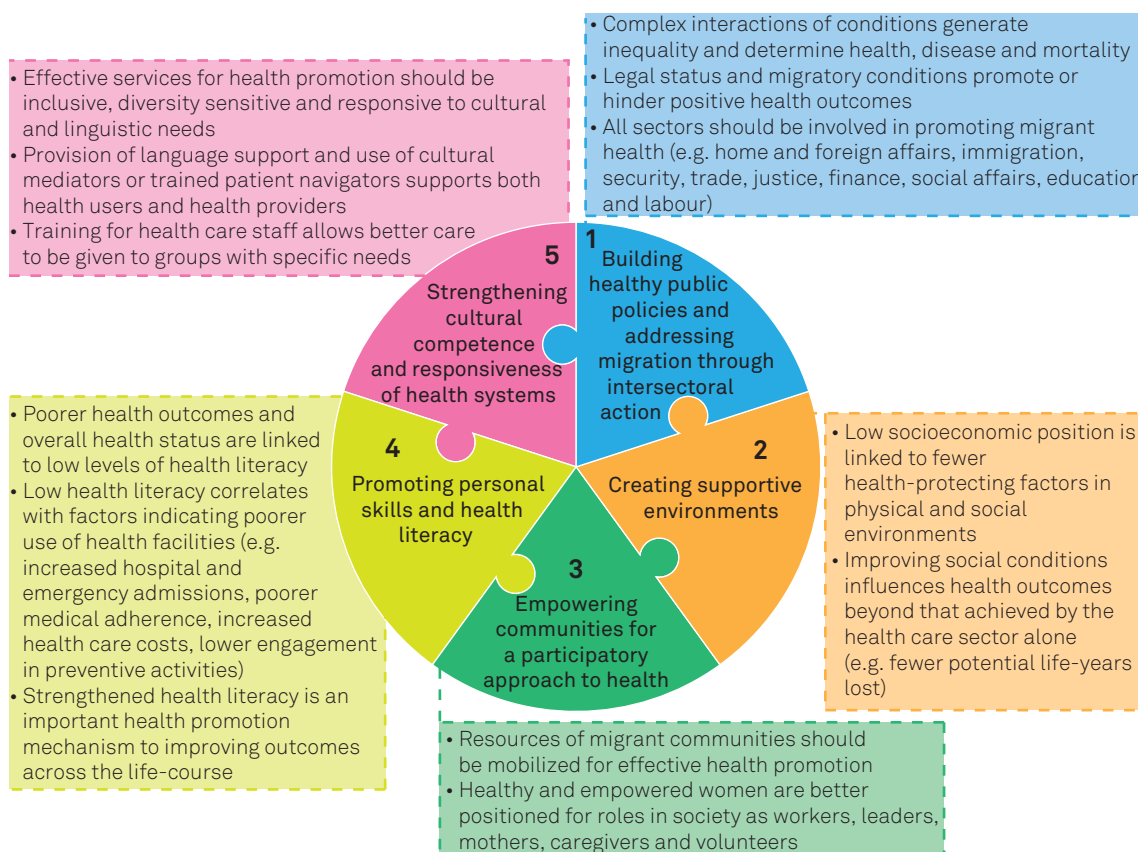 • Complex interactions of conditions generate
inequality and determine health, disease and mortality
• Legal status and migratory conditions promote or
hinder positive health outcomes
• All sectors should be involved in promoting migrant
health (e.g. home and foreign affairs, immigration,
security, trade, justice, finance, social affairs, education
and labour)
• Effective services for health promotion should be
inclusive, diversity sensitive and responsive to cultural
and linguistic needs
• Provision of language support and use of cultural
mediators or trained patient navigators supports both
health users and health providers
• Training for health care staff allows better care
to be given to groups with specific needs
1
Building
healthy public
policies and
addressing
migration through
intersectoral
action
2
Creating supportive
environments
3
Empowering
communities for
a participatory
approach to health
4
Promoting personal
skills and health
literacy
5
Strengthening
cultural
competence
and responsiveness
of health systems
• Low socioeconomic position is
linked to fewer
health-protecting factors in
physical and social
environments
• Improving social conditions
influences health outcomes
beyond that achieved by the
health care sector alone
(e.g. fewer potential life-years
lost)
• Poorer health outcomes and
overall health status are linked
to low levels of health literacy
• Low health literacy correlates
with factors indicating poorer
use of health facilities (e.g.
increased hospital and
emergency admissions, poorer
medical adherence, increased
health care costs, lower engagement
in preventive activities)
• Strengthened health literacy is an
important health promotion
mechanism to improving outcomes
across the life-course
• Resources of migrant communities should
be mobilized for effective health promotion
• Healthy and empowered women are better
positioned for roles in society as workers, leaders,
mothers, caregivers and volunteers